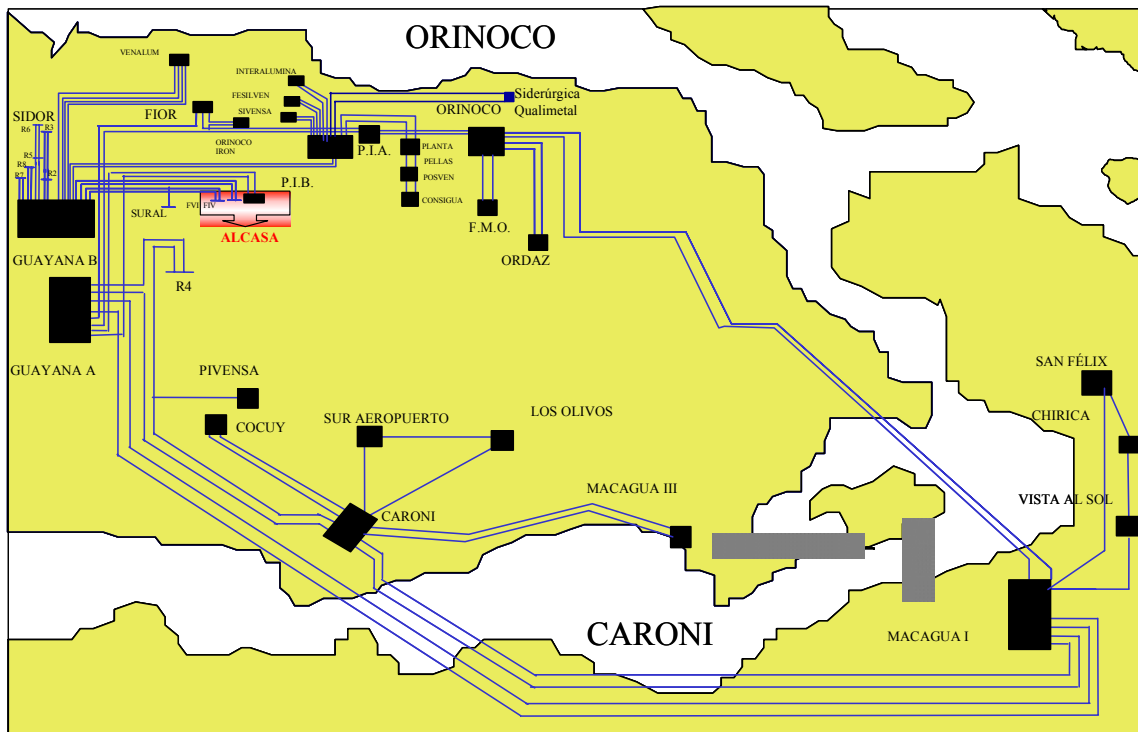 ORINOCO
VENALUM
INTERALUMINA
FESILVEN
SIVENSA
ORINOCO
Siderúrgica
Qualimetal
SIDOR
R6
R3
FIOR
ORINOCO
IRON
P.I.A.
PLANTA
PELLAS
POSVEN
CONSIGUA
R5
R8
R7
R2
P.I.B.
SURAL
FVI
FIV
ALCASA
F.M.O.
ORDAZ
GUAYANA B
R4
GUAYANA A
PIVENSA
COCUY
SUR AEROPUERTO
LOS OLIVOS
SAN FÉLIX
CHIRICA
MACAGUA III
VISTA AL SOL
CARONI
CARONI
MACAGUA I